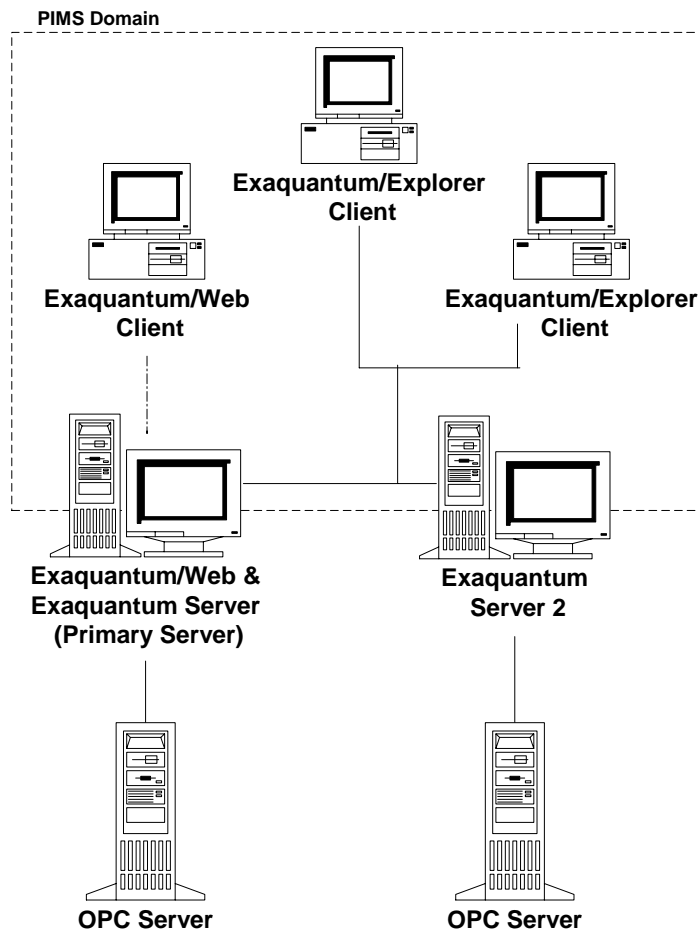 PIMS Domain
Exaquantum/Explorer
Client
Exaquantum/Web
Client
Exaquantum/Explorer
Client
Exaquantum/Web &
Exaquantum Server
(Primary Server)
Exaquantum
Server 2
OPC Server
OPC Server